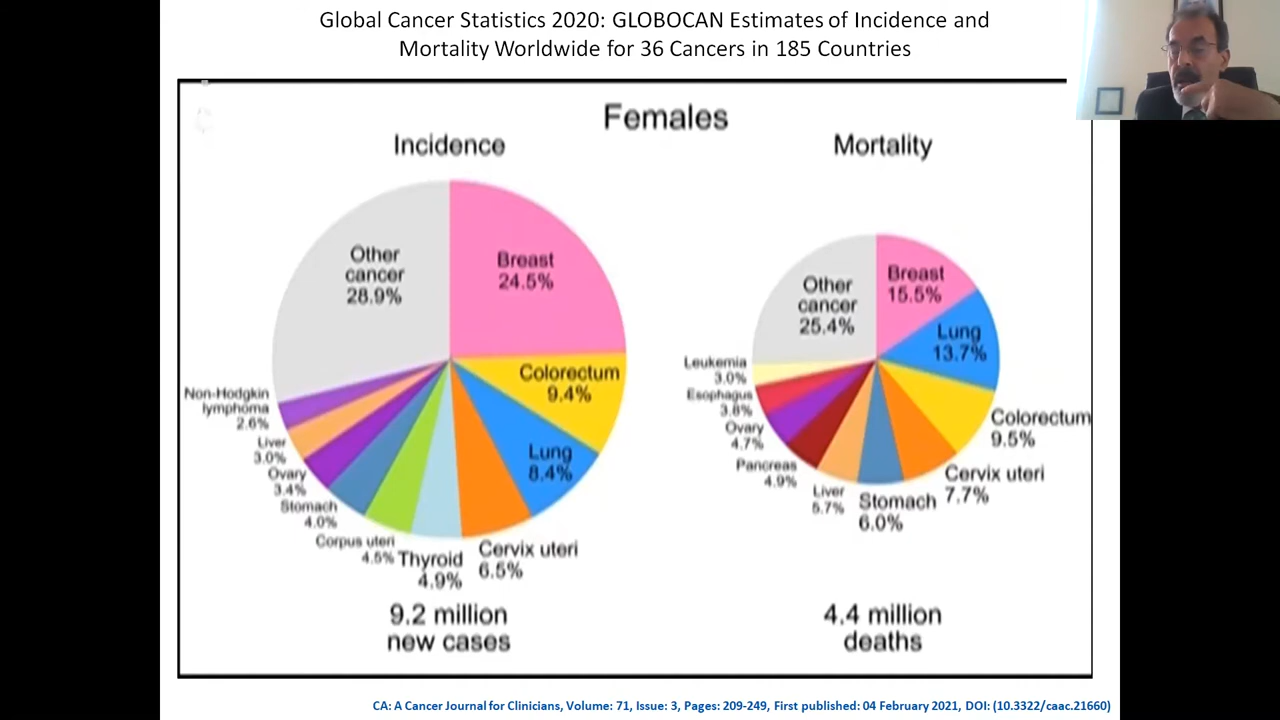 Global Cancer Statistics 2020: GLOBOCAN Estimates of Incidence and
Mortality Worldwide for 36 Cancers in 185 Countries
Females
Incidence
Other
cancer
28.9%
Breast
24.5%
Colorectum
9.4%
Lung
8.4%
Cervix uteri
6.5%
Thyroid
4.9%
Corpus uteri
4.5%
Stomach
4.0%
Ovary
3.4%
Liver
3.0%
Non-Hodgkin
lymphoma
2.6%
9.2 million
new cases
Mortality
Other
cancer
25.4%
Breast
15.5%
Lung
13.7%
Colorectum
9.5%
Cervix uteri
7.7%
Stomach
6.0%
Liver
5.7%
Pancreas
4.9%
Ovary
4.7%
Esophagus
3.8%
Leukemia
3.0%
4.4 million
deaths
CA: A Cancer Journal for Clinicians, Volume: 71, Issue: 3, Pages: 209-249, First published: 04 February 2021, DOI: (10.3322/caac.21660)